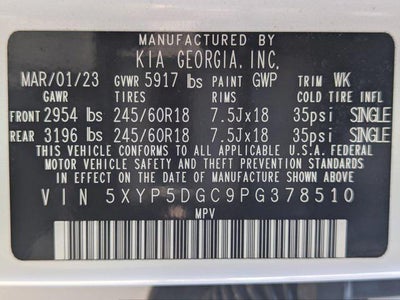 MANUFACTURED BY
KIA GEORGIA, INC,
MAR/01/23 GVWR 5917 lbs PAINT GWP TRIM WK
GAWR TIRES RIMS COLD TIRE INFL
FRONT 2954 lbs 245/60R18 7.5Jx18 35psi SINGLE
REAR 3196 lbs 245/60R18 7.5Jx18 35psi SINGLE
THIS VEHICLE CONFORMS TO ALL APPLICABLE U.S.A. FEDERAL
MOTOR VEHICLE SAFETY, BUMPER, AND THEFT PREVENTION STANDARDS
IN EFFECT ON THE DATE OF MANUFACTURE SHOWN ABOVE.
VIN 5XYP5DGC9PG378510
MPV